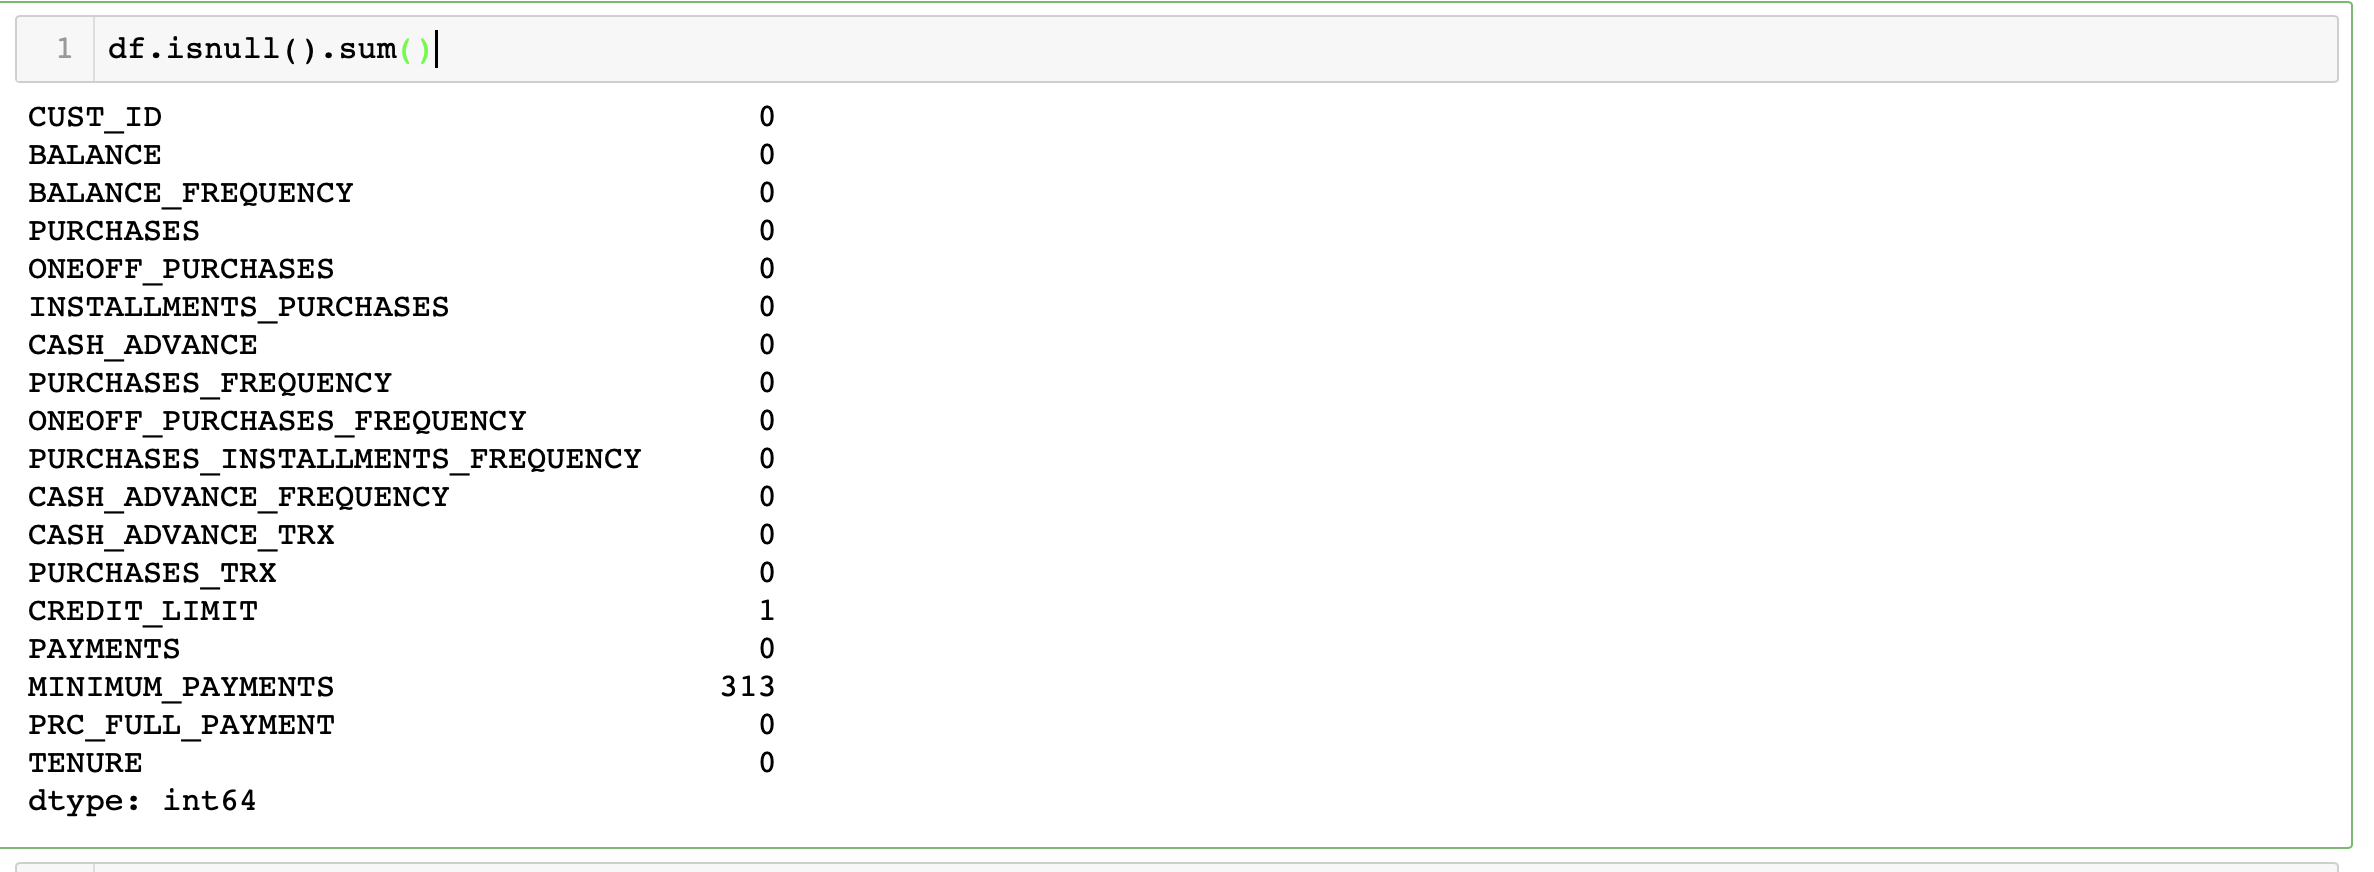 1 df.isnull().sum()
CUST_ID 0
BALANCE 0
BALANCE_FREQUENCY 0
PURCHASES 0
ONEOFF_PURCHASES 0
INSTALLMENTS_PURCHASES 0
CASH_ADVANCE 0
PURCHASES_FREQUENCY 0
ONEOFF_PURCHASES_FREQUENCY 0
PURCHASES_INSTALLMENTS_FREQUENCY 0
CASH_ADVANCE_FREQUENCY 0
CASH_ADVANCE_TRX 0
PURCHASES_TRX 0
CREDIT_LIMIT 1
PAYMENTS 0
MINIMUM_PAYMENTS 313
PRC_FULL_PAYMENT 0
TENURE 0
dtype: int64